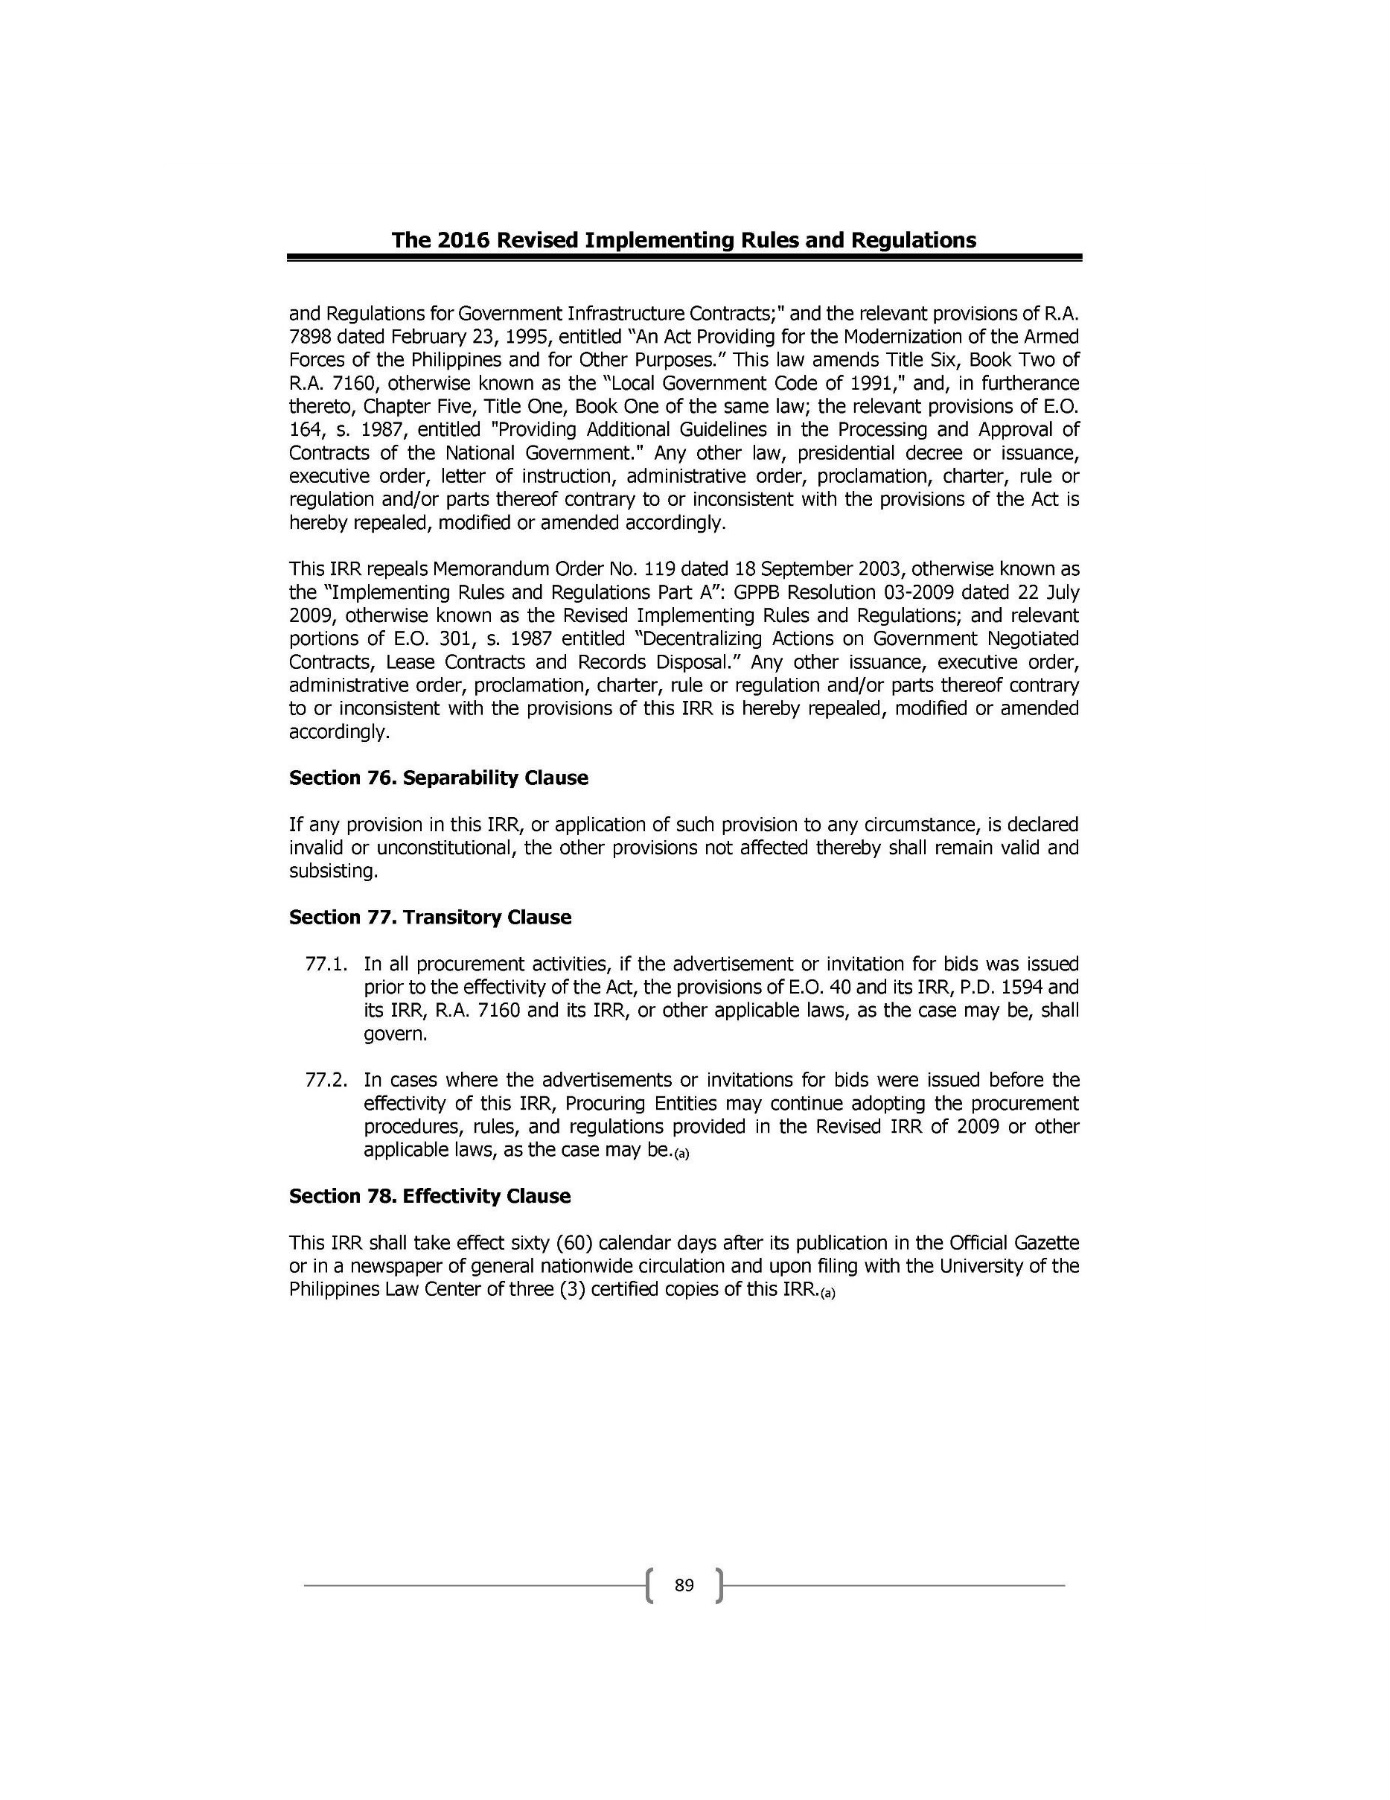 The 2016 Revised Implementing Rules and Regulations
and Regulations for Government Infrastructure Contracts;" and the relevant provisions of R.A.
7898 dated February 23, 1995, entitled “An Act Providing for the Modernization of the Armed
Forces of the Philippines and for Other Purposes.” This law amends Title Six, Book Two of
R.A. 7160, otherwise known as the “Local Government Code of 1991," and, in furtherance
thereto, Chapter Five, Title One, Book One of the same law; the relevant provisions of E.O.
164, s. 1987, entitled "Providing Additional Guidelines in the Processing and Approval of
Contracts of the National Government." Any other law, presidential decree or issuance,
executive order, letter of instruction, administrative order, proclamation, charter, rule or
regulation and/or parts thereof contrary to or inconsistent with the provisions of the Act is
hereby repealed, modified or amended accordingly.
This IRR repeals Memorandum Order No. 119 dated 18 September 2003, otherwise known as
the “Implementing Rules and Regulations Part A”: GPPB Resolution 03-2009 dated 22 July
2009, otherwise known as the Revised Implementing Rules and Regulations; and relevant
portions of E.O. 301, s. 1987 entitled “Decentralizing Actions on Government Negotiated
Contracts, Lease Contracts and Records Disposal.” Any other issuance, executive order,
administrative order, proclamation, charter, rule or regulation and/or parts thereof contrary
to or inconsistent with the provisions of this IRR is hereby repealed, modified or amended
accordingly.
Section 76. Separability Clause
If any provision in this IRR, or application of such provision to any circumstance, is declared
invalid or unconstitutional, the other provisions not affected thereby shall remain valid and
subsisting.
Section 77. Transitory Clause
77.1. In all procurement activities, if the advertisement or invitation for bids was issued
prior to the effectivity of the Act, the provisions of E.O. 40 and its IRR, P.D. 1594 and
its IRR, R.A. 7160 and its IRR, or other applicable laws, as the case may be, shall
govern.
77.2. In cases where the advertisements or invitations for bids were issued before the
effectivity of this IRR, Procuring Entities may continue adopting the procurement
procedures, rules, and regulations provided in the Revised IRR of 2009 or other
applicable laws, as the case may be.(a)
Section 78. Effectivity Clause
This IRR shall take effect sixty (60) calendar days after its publication in the Official Gazette
or in a newspaper of general nationwide circulation and upon filing with the University of the
Philippines Law Center of three (3) certified copies of this IRR.(a)
89